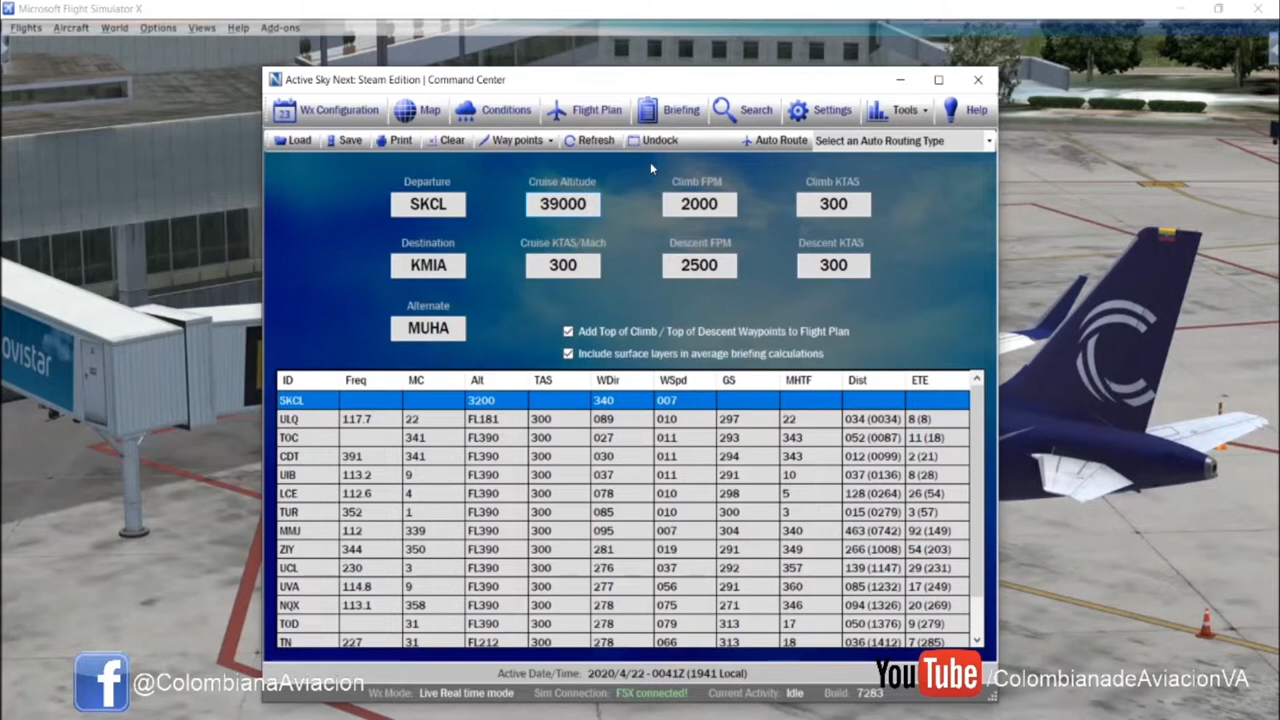 Microsoft Flight Simulator X
Flights Aircraft World Options Views Help Add-ons
Active Sky Next: Steam Edition | Command Center
23 Wx Configuration Map Conditions Flight Plan Briefing Search Settings Tools Help
Load Save Print Clear Way points Refresh Undock Auto Route Select an Auto Routing Type
Departure Cruise Altitude Climb FPM Climb KTAS
SKCL 39000 2000 300
Destination Cruise KTAS/Mach Descent FPM Descent KTAS
KMIA 300 2500 300
Alternate
MUHA
Add Top of Climb / Top of Descent Waypoints to Flight Plan
Include surface layers in average briefing calculations
ID Freq MC Alt TAS WDir WSpd GS MHTF Dist ETE
SKCL 3200 340 007
ULQ 117.7 22 FL181 300 089 010 297 22 034 (0034) 8 (8)
TOC 341 FL390 300 027 011 293 343 052 (0087) 11 (18)
CDT 391 341 FL390 300 030 011 294 343 012 (0099) 2 (21)
UIB 113.2 9 FL390 300 037 011 291 10 037 (0136) 8 (28)
LCE 112.6 4 FL390 300 078 010 298 5 128 (0264) 26 (54)
TUR 352 1 FL390 300 085 010 300 3 015 (0279) 3 (57)
MMJ 112 339 FL390 300 095 007 304 340 463 (0742) 92 (149)
ZIY 344 350 FL390 300 281 019 291 349 266 (1008) 54 (203)
UCL 230 3 FL390 300 276 037 292 357 139 (1147) 29 (231)
UVA 114.8 9 FL390 300 277 056 291 360 085 (1232) 17 (249)
NQX 113.1 358 FL390 300 278 075 271 346 094 (1326) 20 (269)
TOD 31 FL390 300 278 079 313 17 050 (1376) 9 (279)
TN 227 31 FL212 300 278 066 313 18 036 (1412) 7 (285)
Active Date/Time: 2020/4/22 - 0041Z (1941 Local)
Wx Mode: Live Real time mode Sim Connection: FSX connected! Current Activity: Idle Build: 7283
ovistar
f @ColombianaAviacion
YouTube /ColombianadeAviacionVA